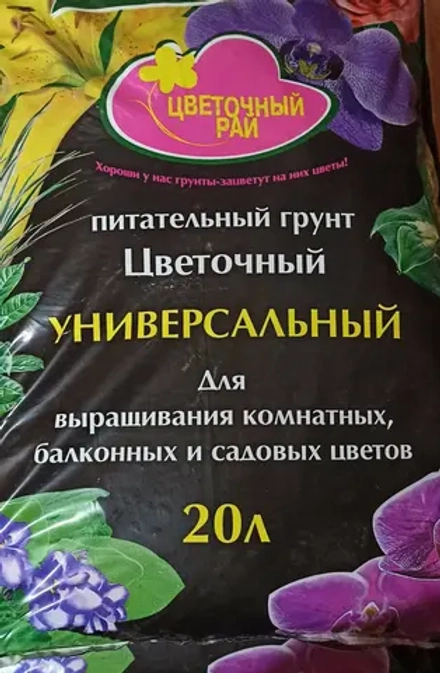 ЦВЕТОЧНЫЙ
РАЙ
Хороши у нас грунты-зацветут на них цветы!
питательный грунт
Цветочный
УНИВЕРСАЛЬНЫЙ
Для
выращивания комнатных,
балконных и садовых цветов
20л